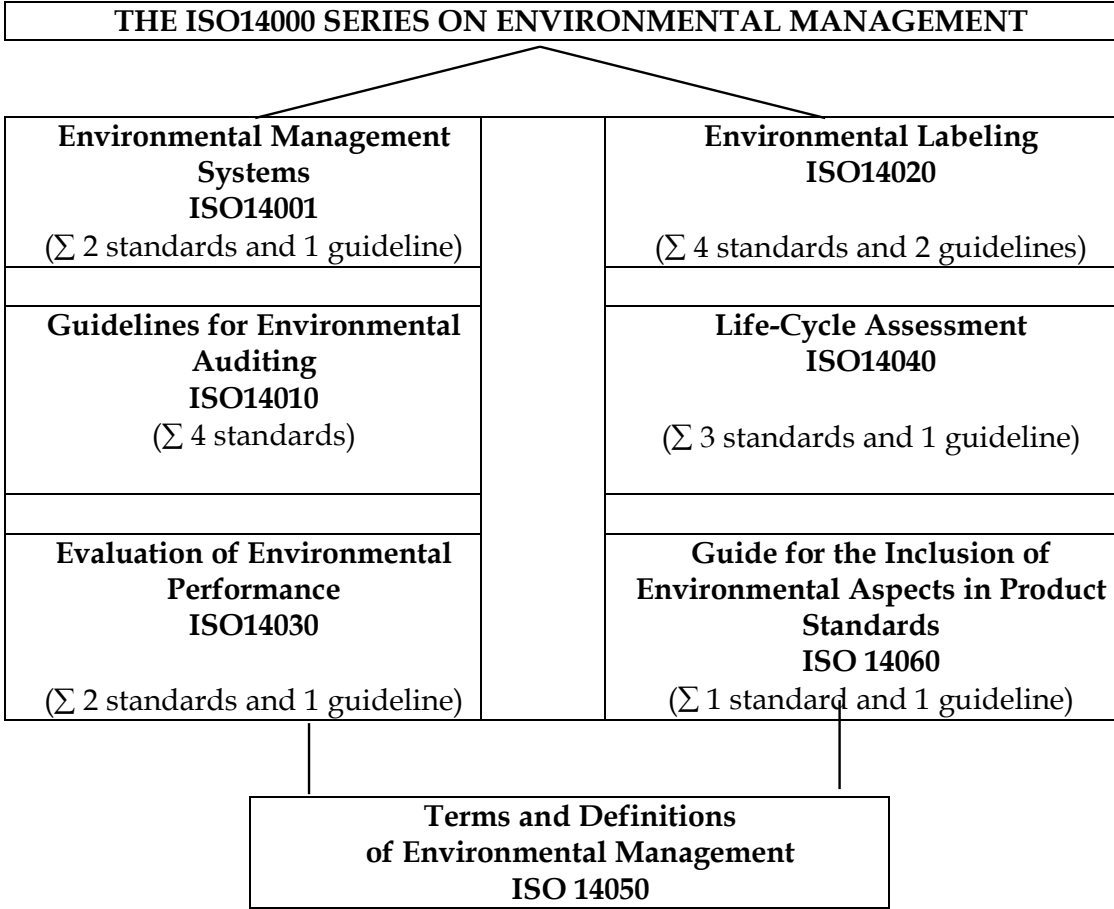 THE ISO14000 SERIES ON ENVIRONMENTAL MANAGEMENT
Environmental Management
Systems
ISO14001
(∑ 2 standards and 1 guideline)
Environmental Labeling
ISO14020
(∑ 4 standards and 2 guidelines)
Guidelines for Environmental
Auditing
ISO14010
(∑ 4 standards)
Life-Cycle Assessment
ISO14040
(∑ 3 standards and 1 guideline)
Evaluation of Environmental
Performance
ISO14030
(∑ 2 standards and 1 guideline)
Guide for the Inclusion of
Environmental Aspects in Product
Standards
ISO 14060
(∑ 1 standard and 1 guideline)
Terms and Definitions
of Environmental Management
ISO 14050